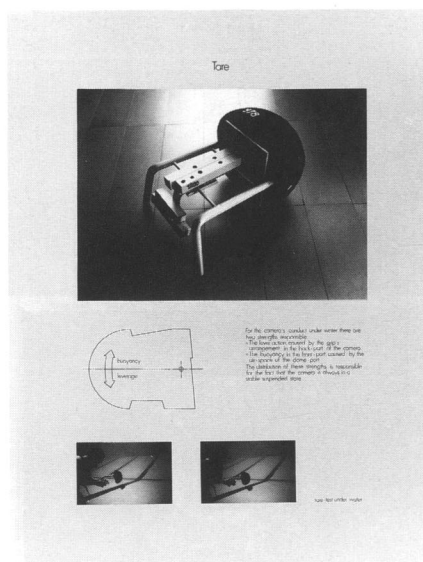 Tare
578
For the camera's conduct under water there are
two strengths responsible:
- The lever action caused by the
arrangement in the back-part of the camera.
- The buoyancy in the front-part caused by the
air-space of the dome port.
The distribution of these strengths is responsible
for the fact that the camera is always in a
stable suspended state.
buoyancy
leverage
tare test under water